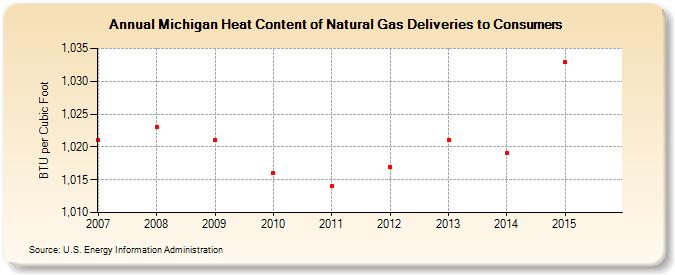 Annual Michigan Heat Content of Natural Gas Deliveries to Consumers
BTU per Cubic Foot
1,035
1,030
1,025
1,020
1,015
1,010
2007 2008 2009 2010 2011 2012 2013 2014 2015
Source: U.S. Energy Information Administration